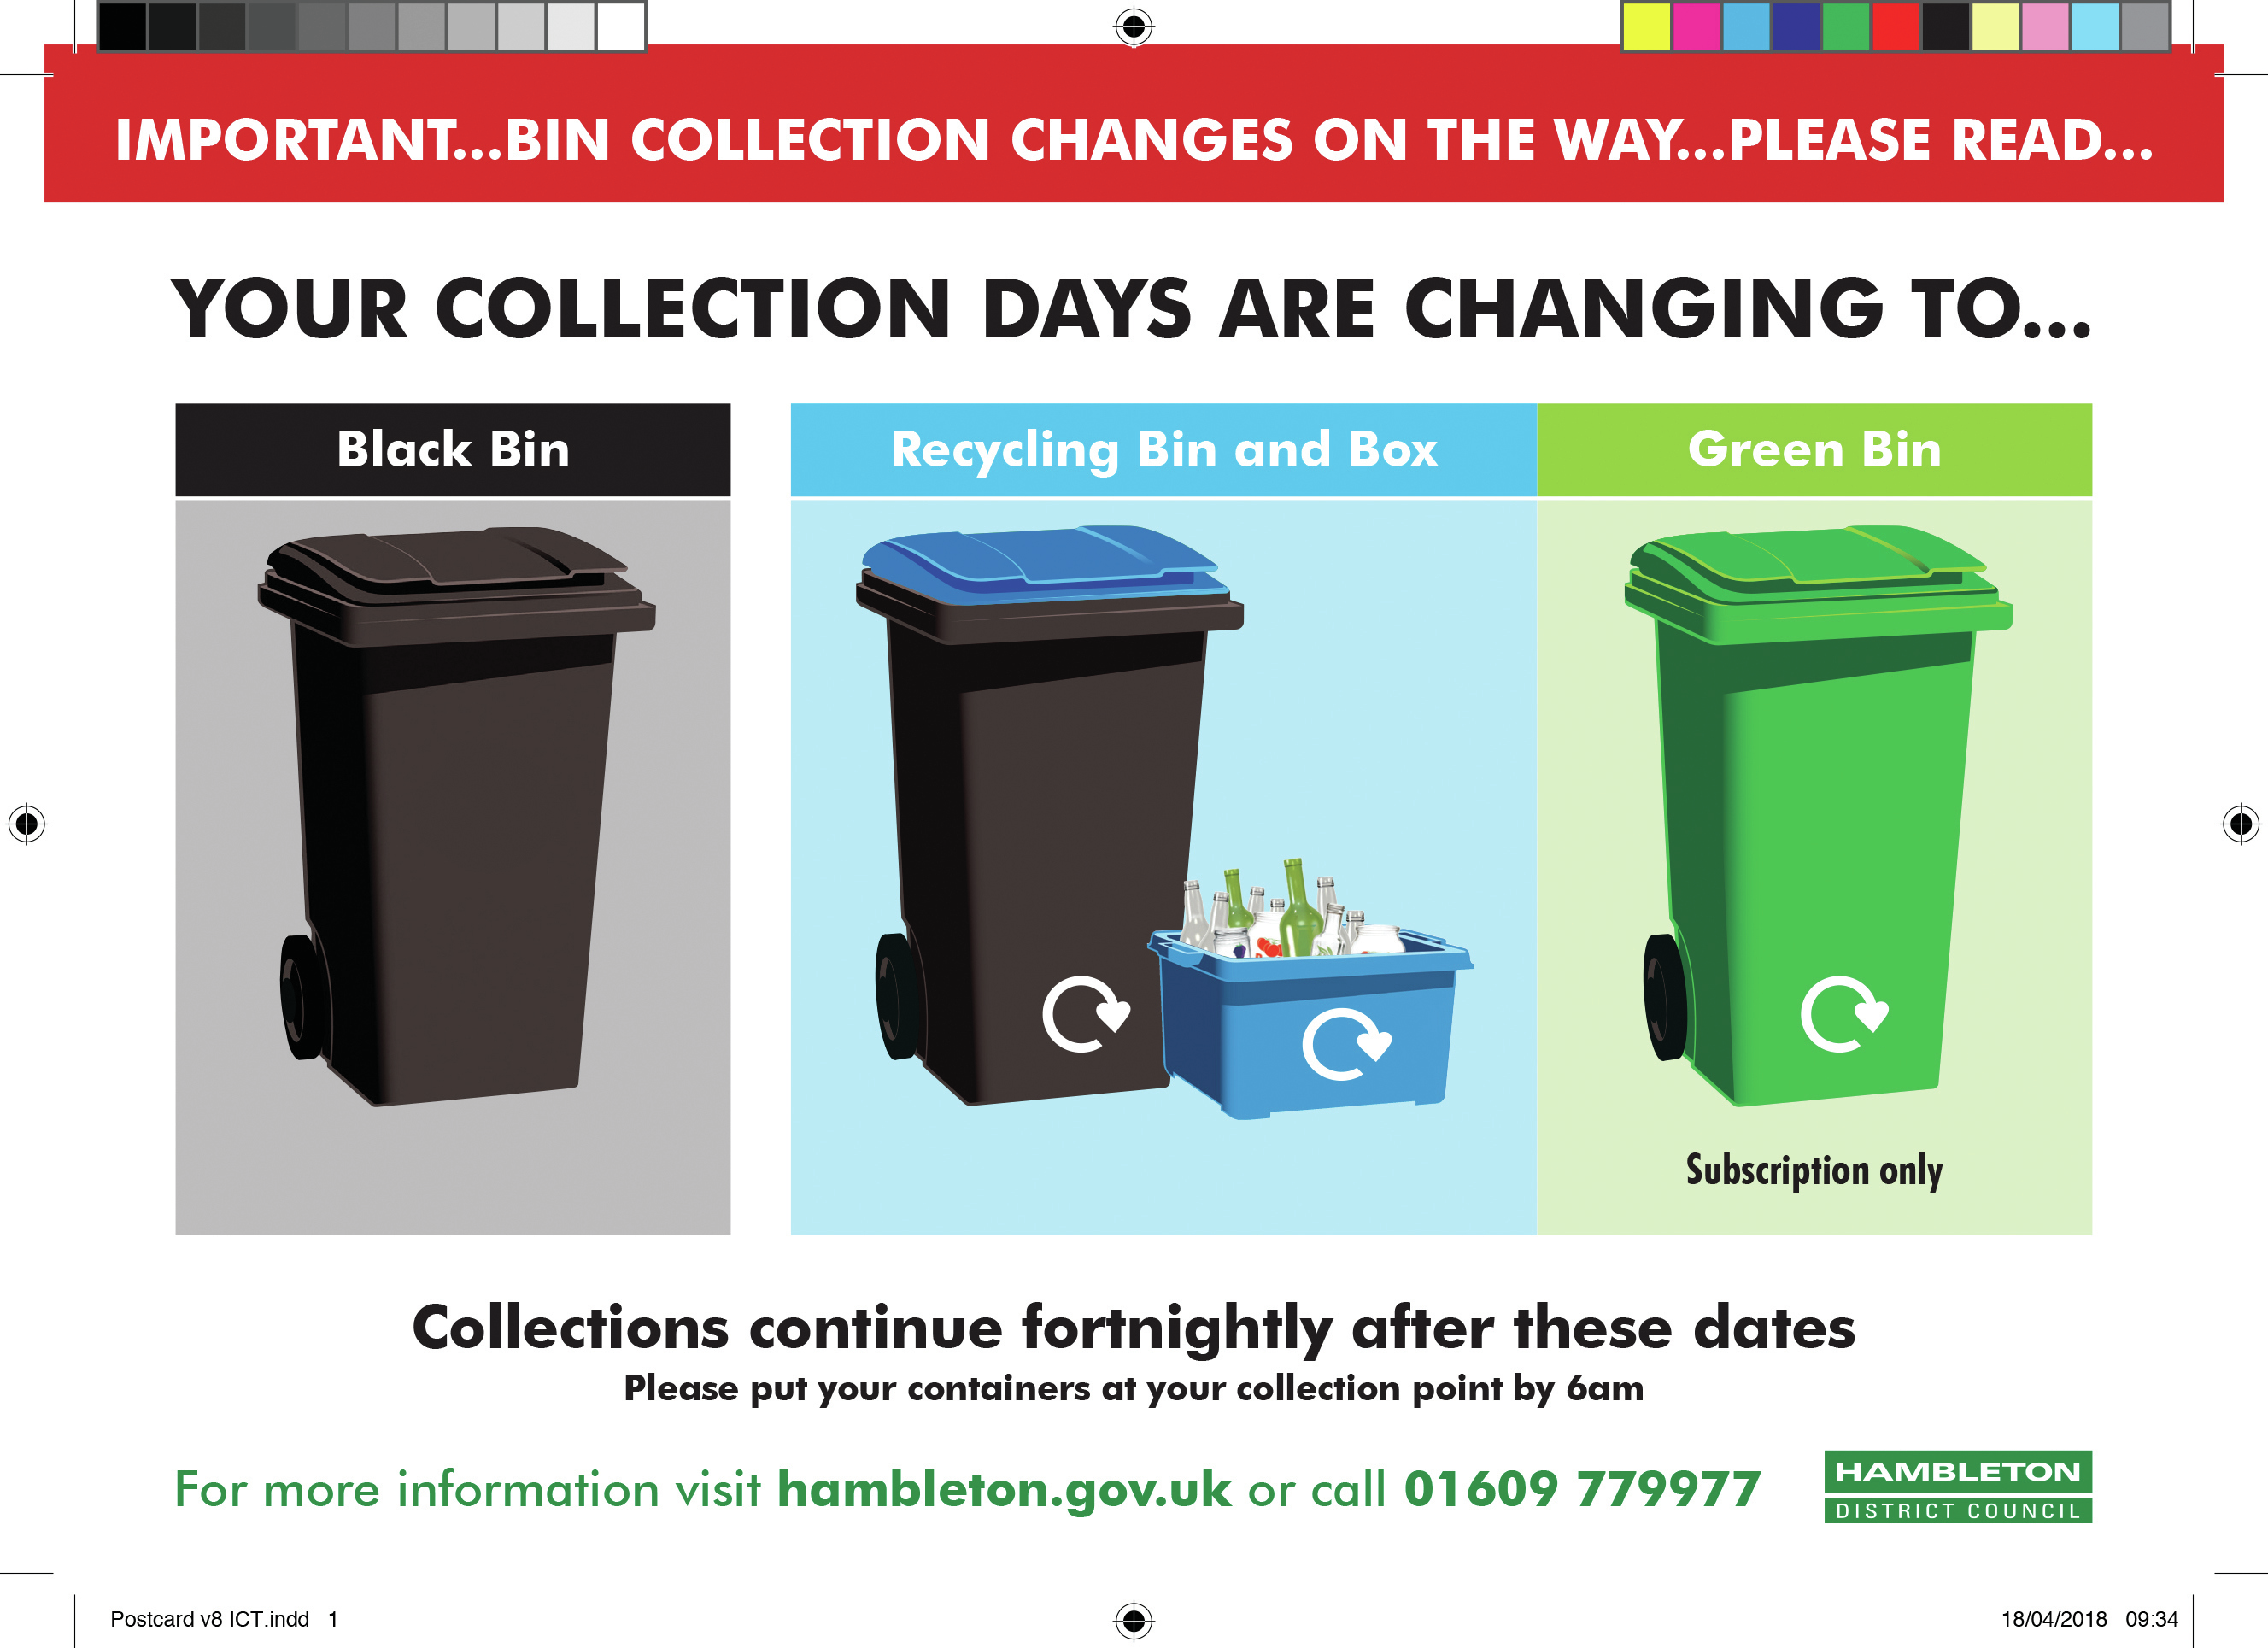 IMPORTANT...BIN COLLECTION CHANGES ON THE WAY...PLEASE READ...
YOUR COLLECTION DAYS ARE CHANGING TO...
Black Bin
Recycling Bin and Box
Green Bin
Subscription only
Collections continue fortnightly after these dates
Please put your containers at your collection point by 6am
For more information visit hambleton.gov.uk or call 01609 779977
HAMBLETON
DISTRICT COUNCIL
Postcard v8 ICT.indd 1
18/04/2018 09:34